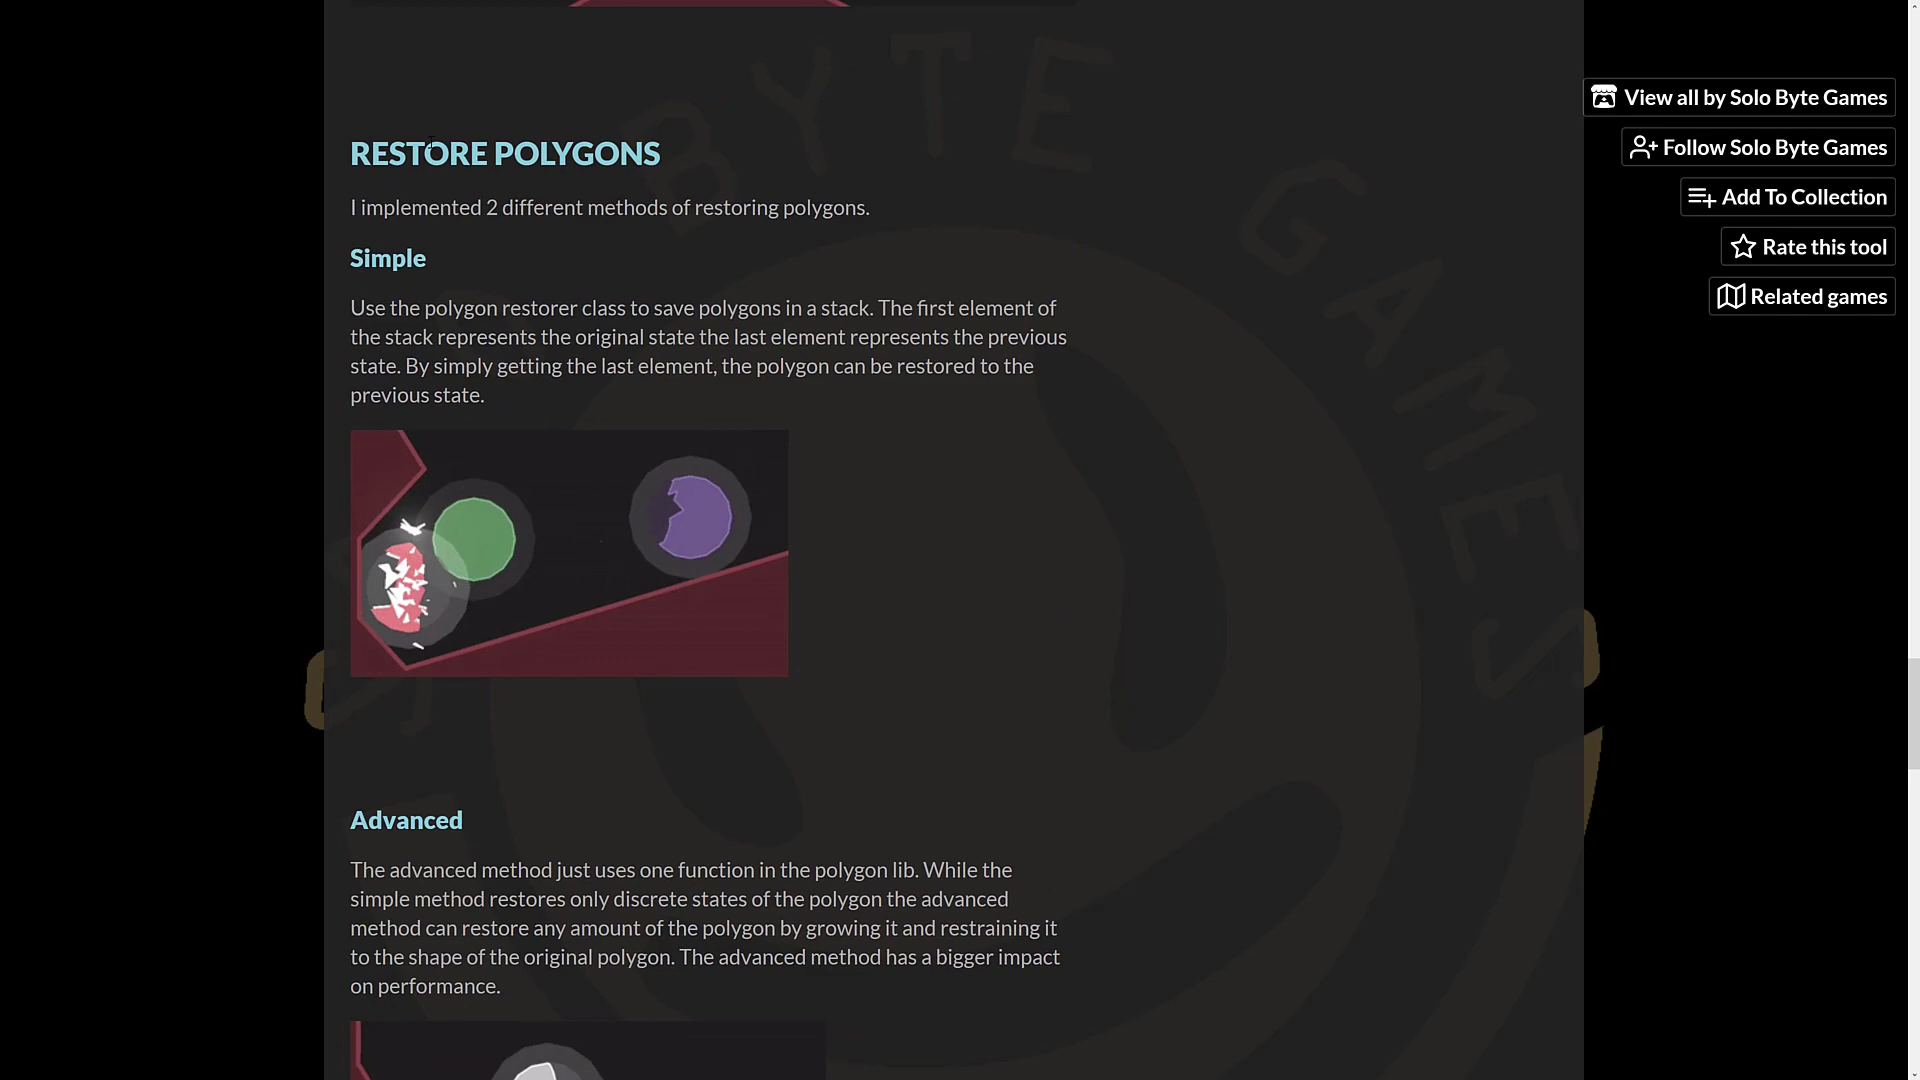 BYTE GAMES
View all by Solo Byte Games
RESTORE POLYGONS
Follow Solo Byte Games
I implemented 2 different methods of restoring polygons.
Add To Collection
Simple
Rate this tool
Use the polygon restorer class to save polygons in a stack. The first element of
Related games
the stack represents the original state the last element represents the previous
state. By simply getting the last element, the polygon can be restored to the
previous state.
Advanced
The advanced method just uses one function in the polygon lib. While the
simple method restores only discrete states of the polygon the advanced
method can restore any amount of the polygon by growing it and restraining it
to the shape of the original polygon. The advanced method has a bigger impact
on performance.